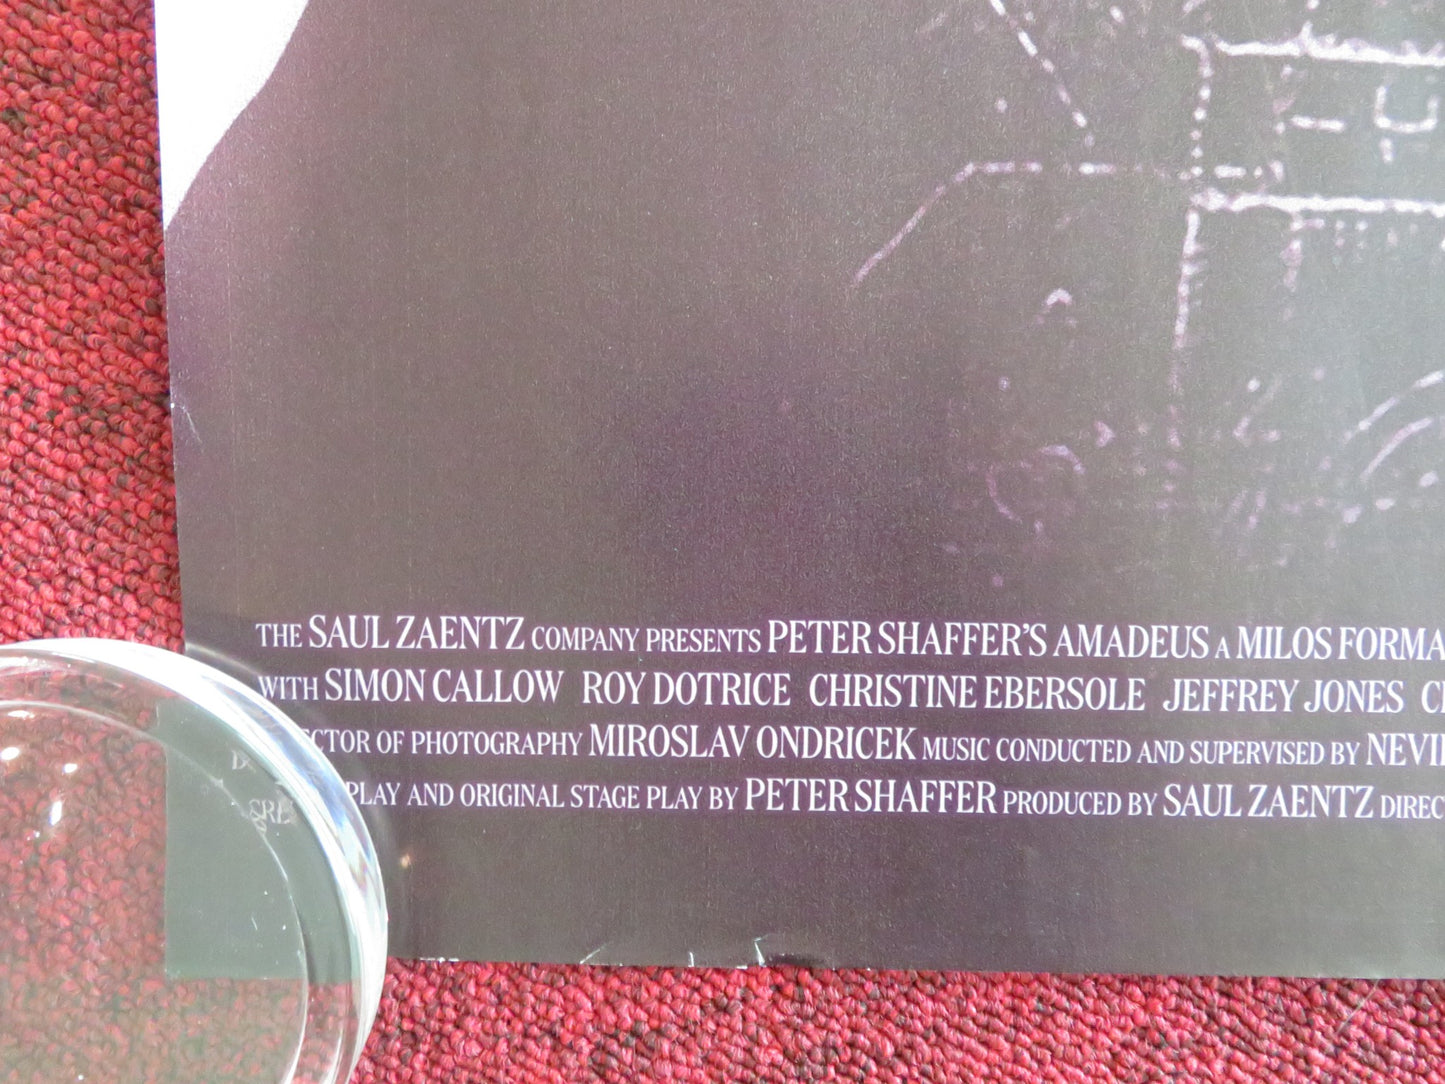 THE SAUL ZAENTZ COMPANY PRESENTS PETER SHAFFER'S AMADEUS A MILOS FORMA
WITH SIMON CALLOW ROY DOTRICE CHRISTINE EBERSOLE JEFFREY JONES
CTOR OF PHOTOGRAPHY MIROSLAV ONDRICEK MUSIC CONDUCTED AND SUPERVISED BY NEVI
PLAY AND ORIGINAL STAGE PLAY BY PETER SHAFFER PRODUCED BY SAUL ZAENTZ DIREC